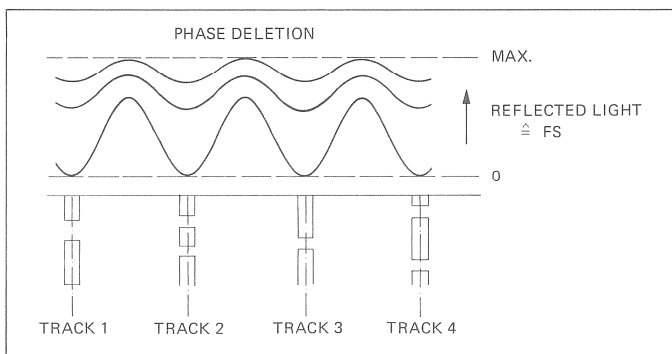 PHASE DELETION
MAX.
REFLECTED LIGHT
≙ FS
0
TRACK 1 TRACK 2 TRACK 3 TRACK 4